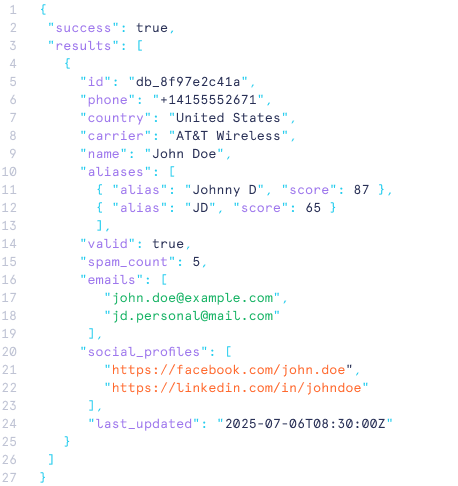 1 {
2 "success": true,
3 "results": [
4 {
5 "id": "db_8f97e2c41a",
6 "phone": "+14155552671",
7 "country": "United States",
8 "carrier": "AT&T Wireless",
9 "name": "John Doe",
10 "aliases": [
11 { "alias": "Johnny D", "score": 87 },
12 { "alias": "JD", "score": 65 }
13 ],
14 "valid": true,
15 "spam_count": 5,
16 "emails": [
17 "john.doe@example.com",
18 "jd.personal@mail.com"
19 ],
20 "social_profiles": [
21 "https://facebook.com/john.doe",
22 "https://linkedin.com/in/johndoe"
23 ],
24 "last_updated": "2025-07-06T08:30:00Z"
25 }
26 ]
27 }